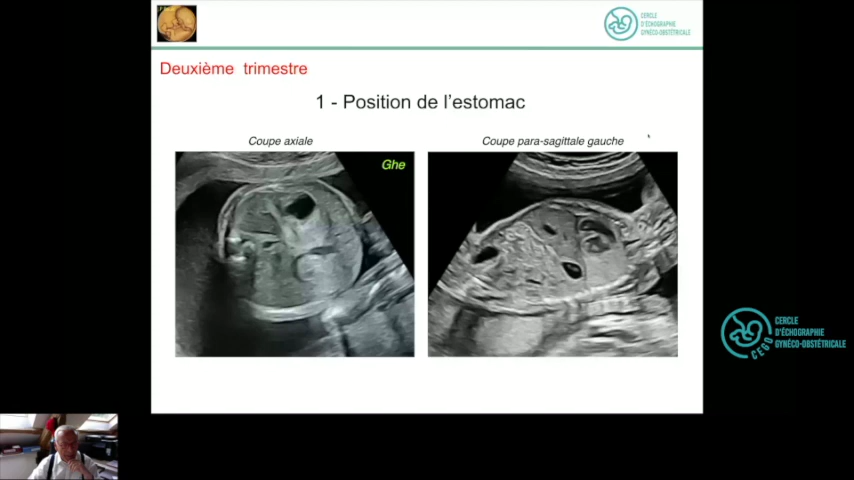 CERCLE
D'ÉCHOGRAPHIE
GYNÉCO-OBSTÉTRICALE
Deuxième trimestre
1 - Position de l'estomac
Coupe axiale
Coupe para-sagittale gauche
Ghe
CERCLE
D'ÉCHOGRAPHIE
GYNÉCO-OBSTÉTRICALE
CEGO